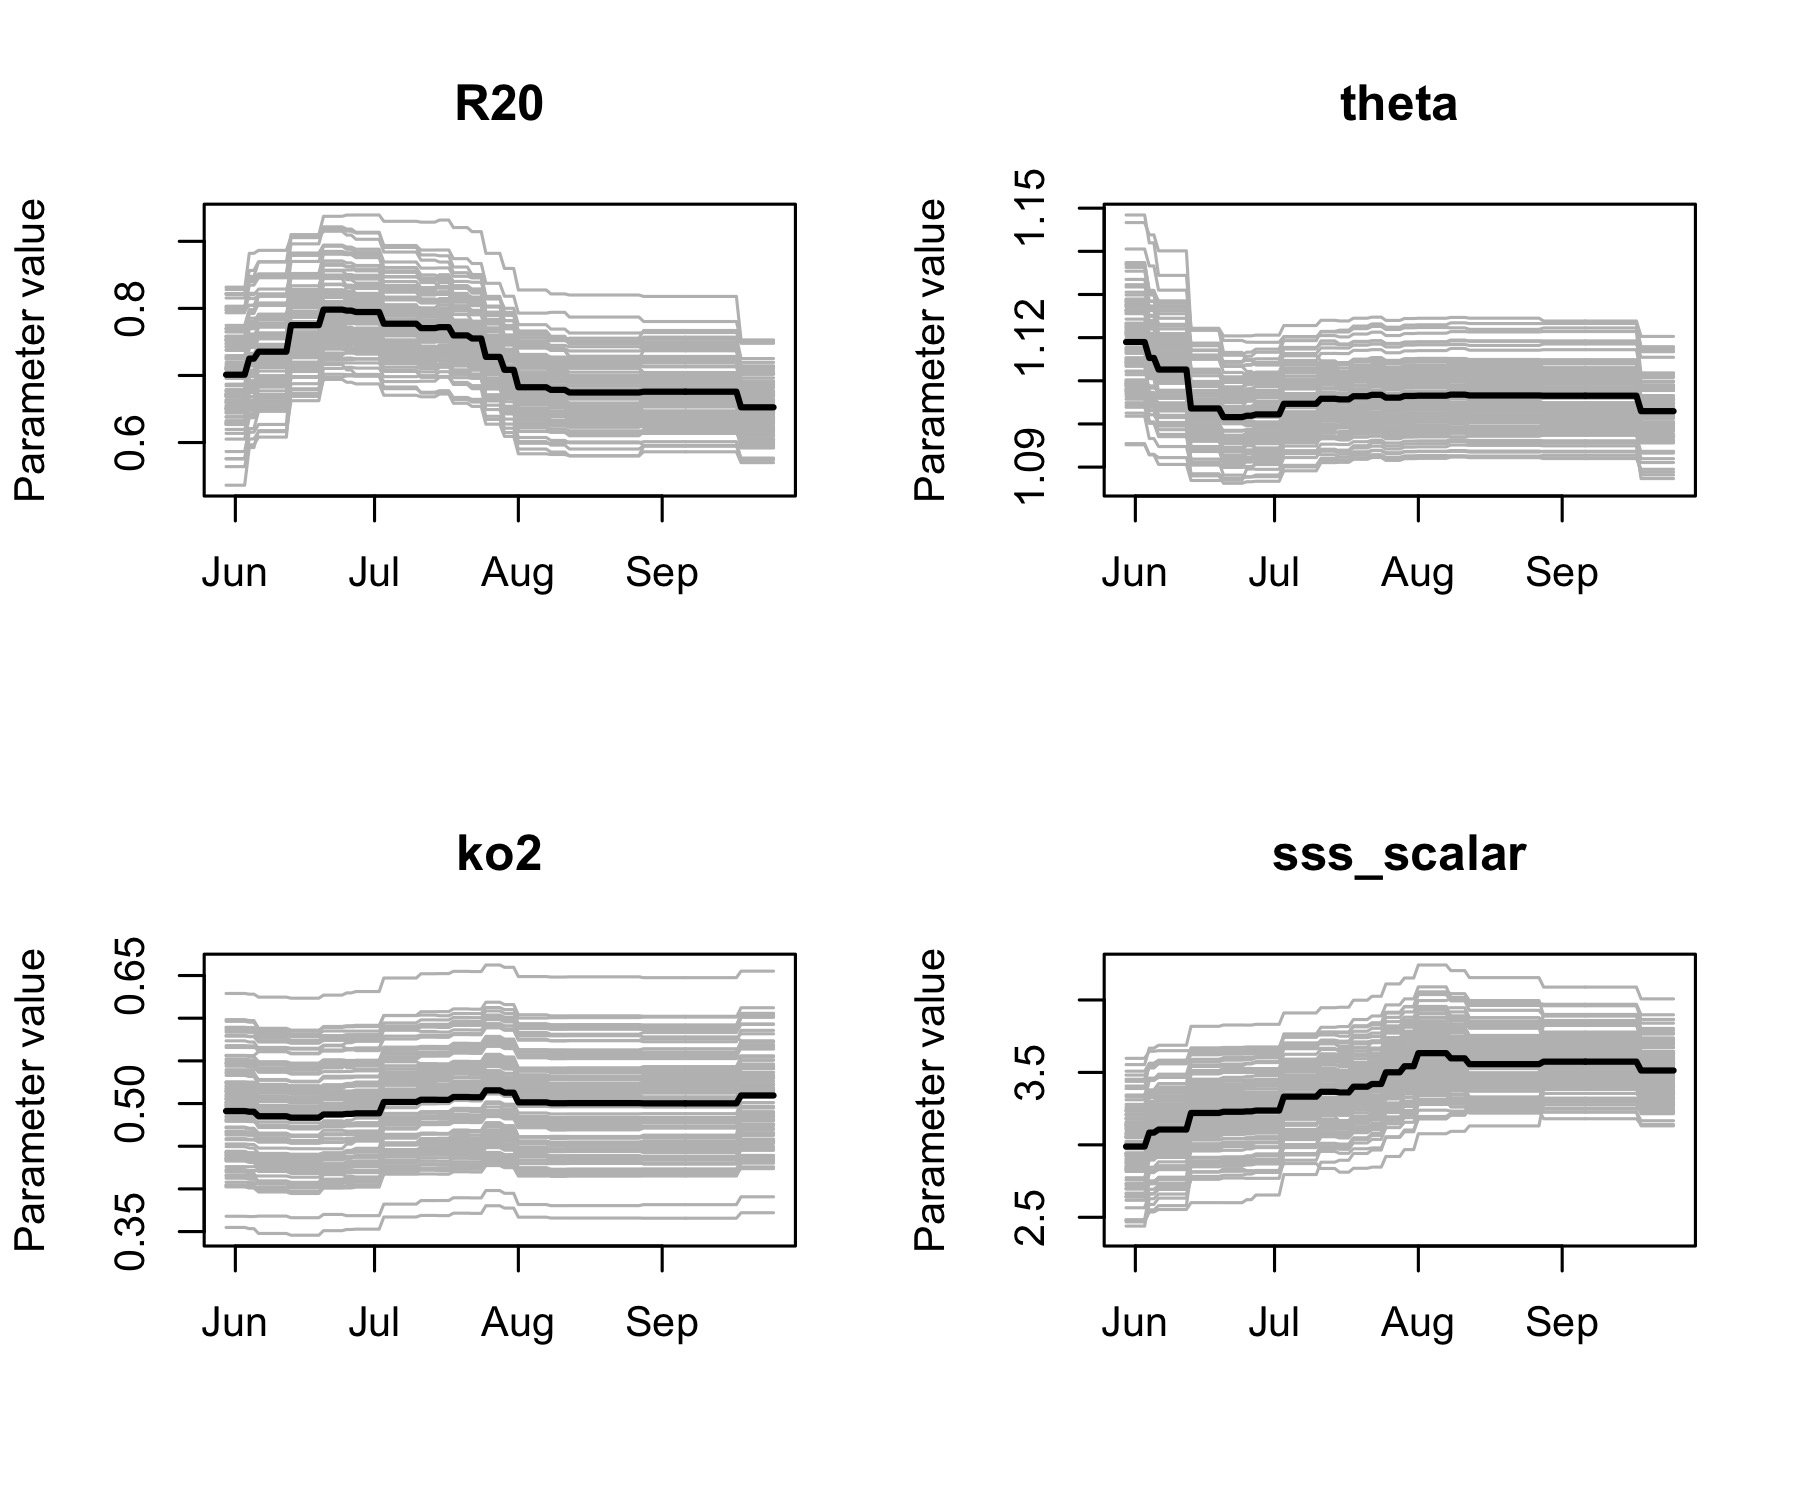 R20
Parameter value
0.6 0.8
Jun Jul Aug Sep
theta
Parameter value
1.09 1.12 1.15
Jun Jul Aug Sep
ko2
Parameter value
0.35 0.50 0.65
Jun Jul Aug Sep
sss_scalar
Parameter value
2.5 3.5
Jun Jul Aug Sep